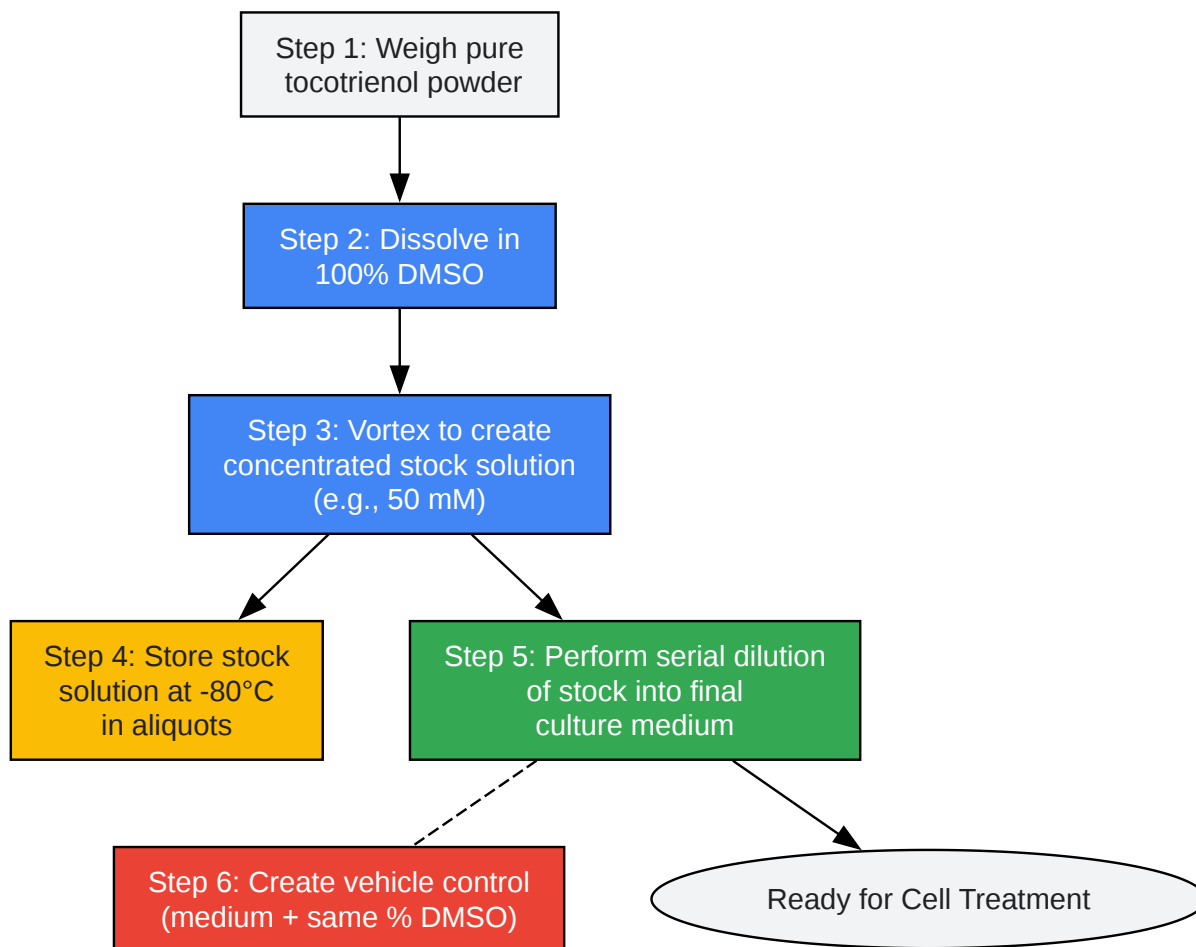 Step 1: Weigh pure
tocotrienol powder
Step 2: Dissolve in
100% DMSO
Step 3: Vortex to create
concentrated stock solution
(e.g., 50 mM)
Step 4: Store stock
solution at -80°C
in aliquots
Step 5: Perform serial dilution
of stock into final
culture medium
Step 6: Create vehicle control
(medium + same % DMSO)
Ready for Cell Treatment